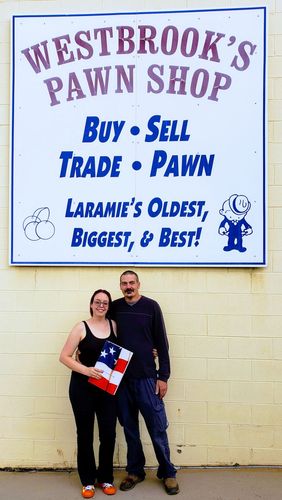 WESTBROOK'S
PAWN SHOP
BUY • SELL
TRADE • PAWN
LARAMIE'S OLDEST,
BIGGEST, & BEST!